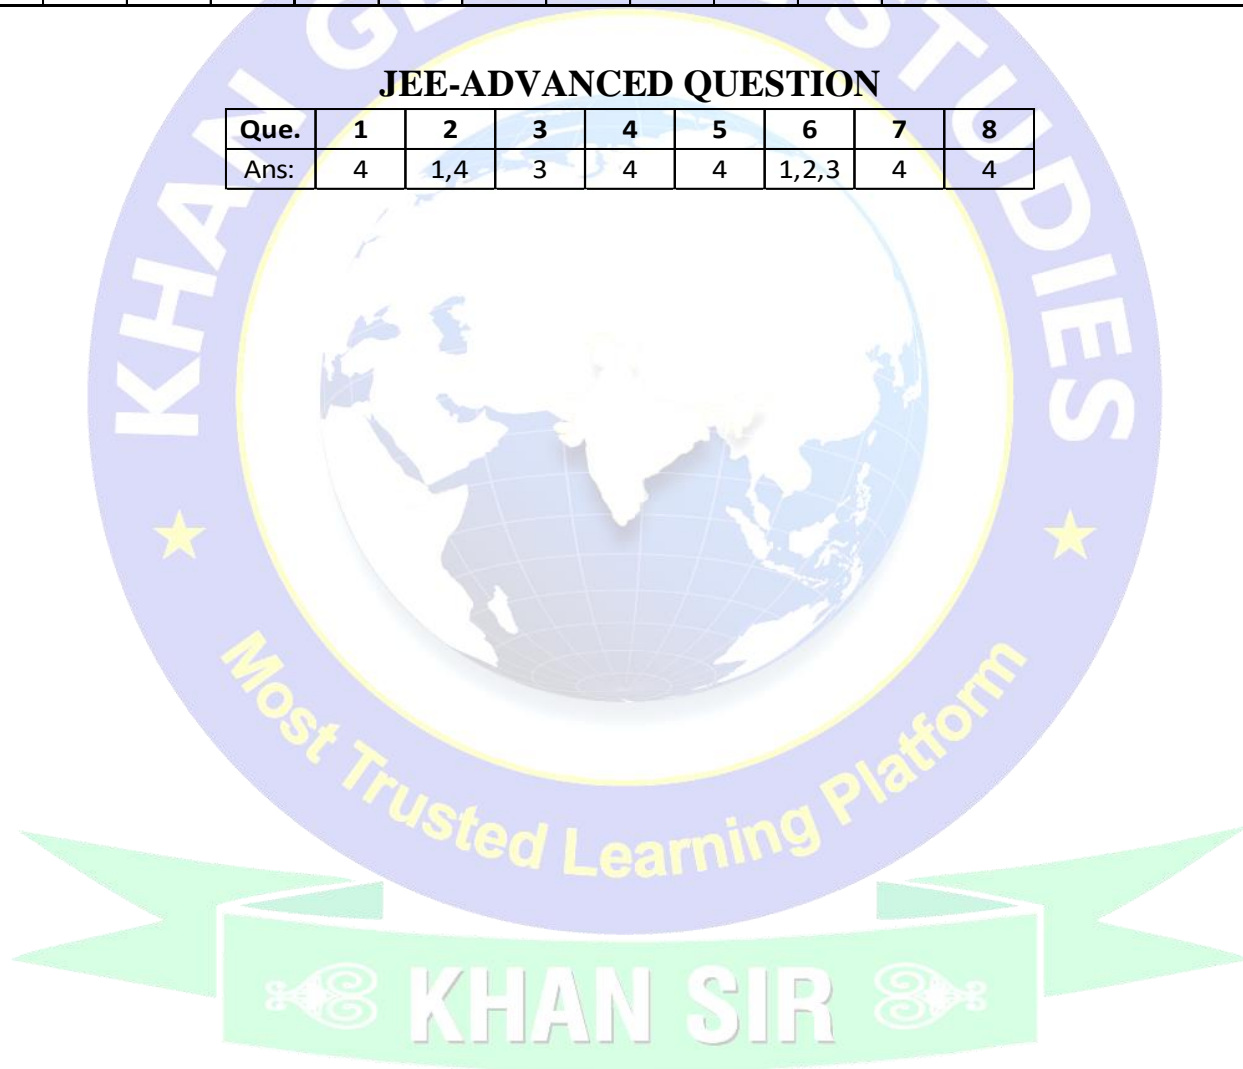 JEE-ADVANCED QUESTION
Que. 1 2 3 4 5 6 7 8
Ans: 4 1,4 3 4 4 1,2,3 4 4
KHAN G
STUDIES
Most Trusted Learning Platform
KHAN SIR